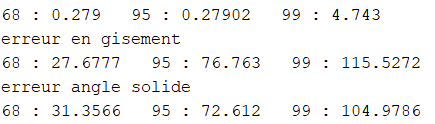 68 : 0.279   95 : 0.27902   99 : 4.743
erreur en gisement
68 : 27.6777   95 : 76.763   99 : 115.5272
erreur angle solide
68 : 31.3566   95 : 72.612   99 : 104.9786